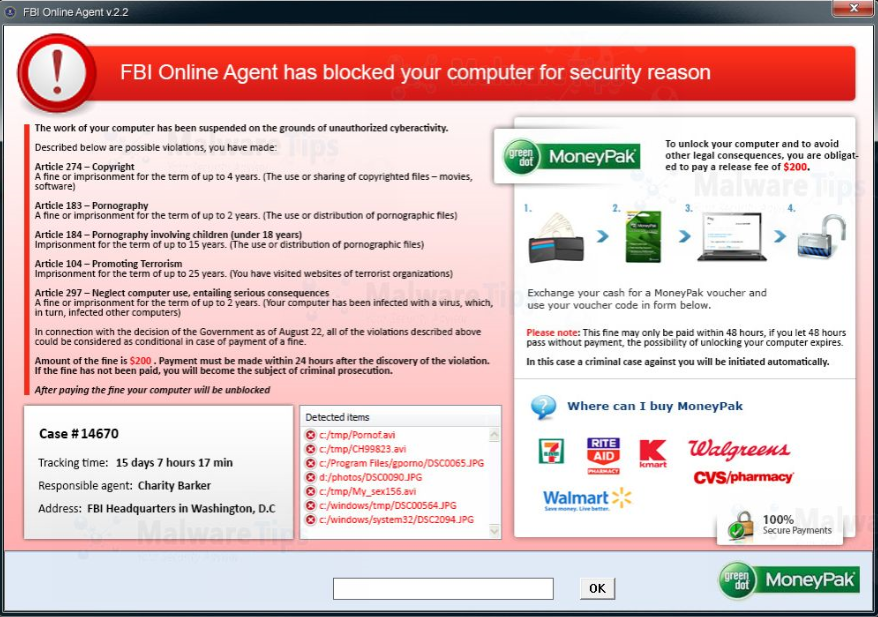 FBI Online Agent v.2.2
FBI Online Agent has blocked your computer for security reason
The work of your computer has been suspended on the grounds of unauthorized cyberactivity.
Described below are possible violations, you have made:
Article 274 – Copyright
A fine or imprisonment for the term of up to 4 years. (The use or sharing of copyrighted files – movies,
software)
Article 183 – Pornography
A fine or imprisonment for the term of up to 2 years. (The use or distribution of pornographic files)
Article 184 – Pornography involving children (under 18 years)
Imprisonment for the term of up to 15 years. (The use or distribution of pornographic files)
Article 104 – Promoting Terrorism
Imprisonment for the term of up to 25 years. (You have visited websites of terrorist organizations)
Article 297 – Neglect computer use, entailing serious consequences
A fine or imprisonment for the term of up to 2 years. (Your computer has been infected with a virus, which,
in turn, infected other computers)
In connection with the decision of the Government as of August 22, all of the violations described above
could be considered as conditional in case of payment of a fine.
Amount of the fine is $200 . Payment must be made within 24 hours after the discovery of the violation.
If the fine has not been paid, you will become the subject of criminal prosecution.
After paying the fine your computer will be unblocked
Case # 14670
Tracking time: 15 days 7 hours 17 min
Responsible agent: Charity Barker
Address: FBI Headquarters in Washington, D.C
Detected items
c:/tmp/Pornof.avi
c:/tmp/CH99823.avi
c:/Program Files/gporno/DSC0065.JPG
d:/photos/DSC0090.JPG
c:/tmp/My_sex156.avi
c:/windows/tmp/DSC00564.JPG
c:/windows/system32/DSC2094.JPG
green dot MoneyPak
To unlock your computer and to avoid
other legal consequences, you are obligat-
ed to pay a release fee of $200.
1. 2. 3. 4.
Exchange your cash for a MoneyPak voucher and
use your voucher code in form below.
Please note: This fine may only be paid within 48 hours, if you let 48 hours
pass without payment, the possibility of unlocking your computer expires.
In this case a criminal case against you will be initiated automatically.
Where can I buy MoneyPak
7 ELEVEN RITE AID PHARMACY kmart Walgreens
CVS/pharmacy
Walmart
Save money. Live better.
100%
Secure Payments
OK
green dot MoneyPak
MalwareTips